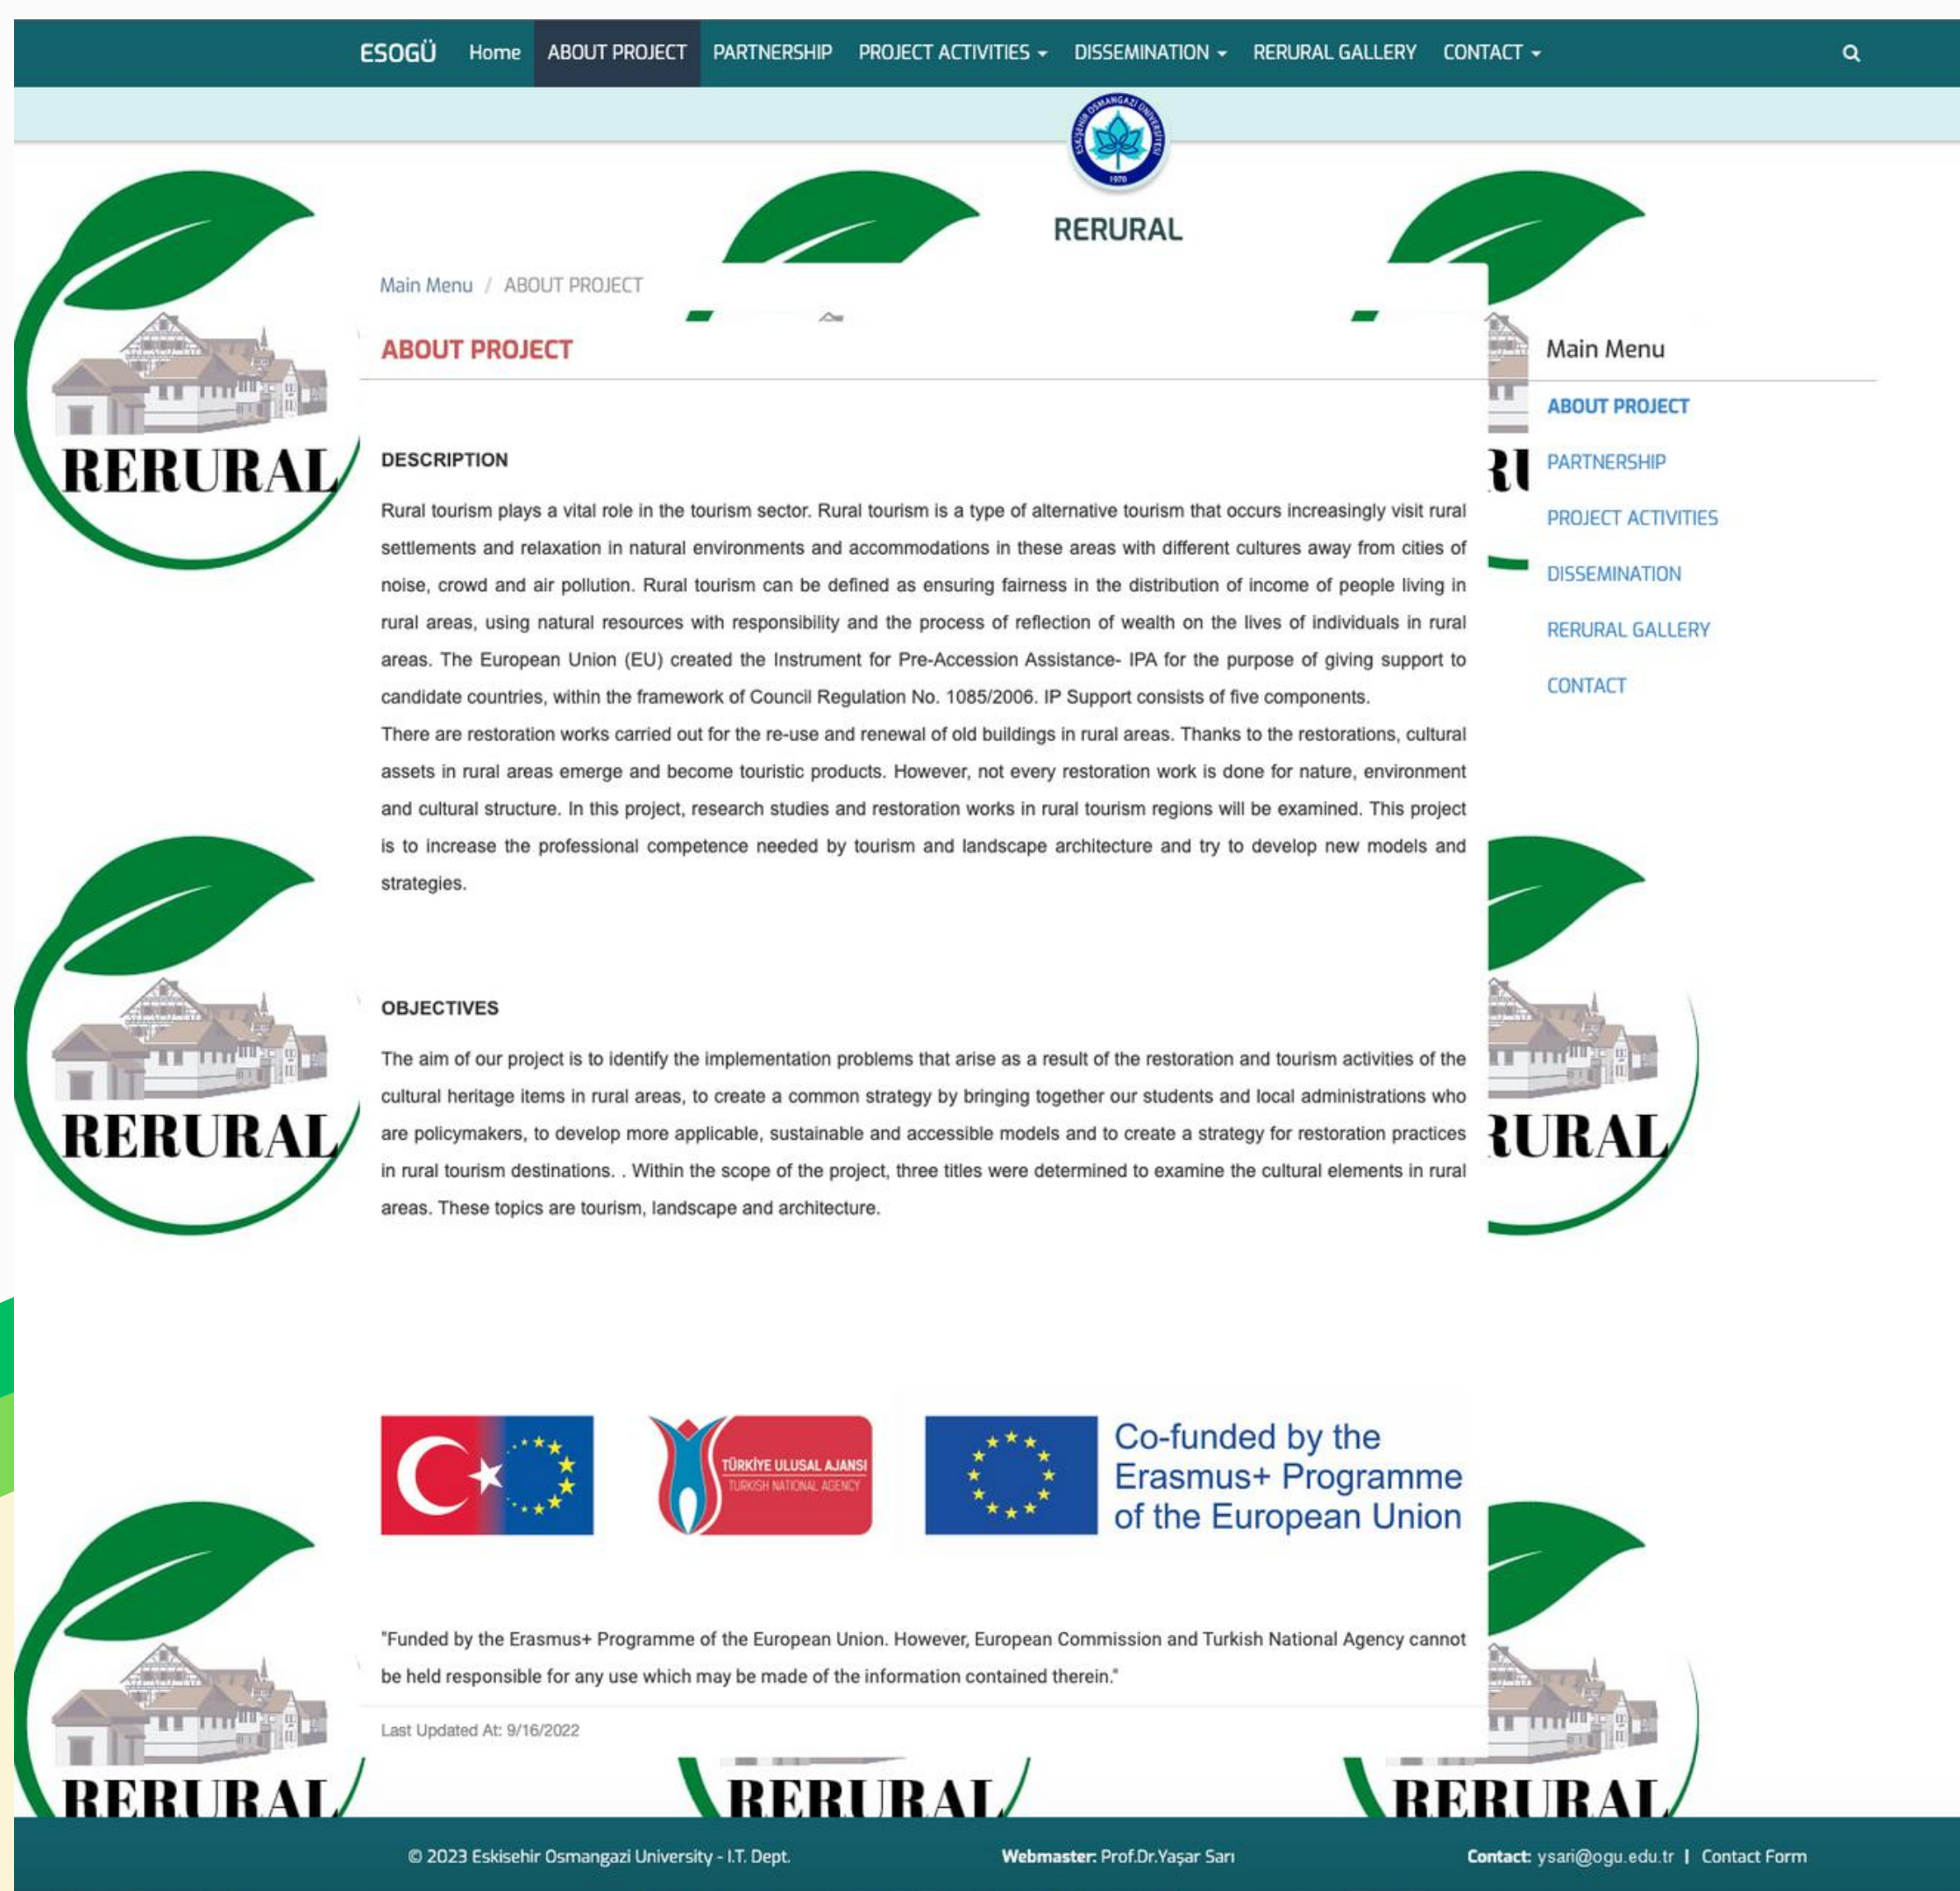 ESOGÜ Home ABOUT PROJECT PARTNERSHIP PROJECT ACTIVITIES DISSEMINATION RERURAL GALLERY CONTACT
ESKİŞEHİR OSMANGAZİ ÜNİVERSİTESİ
1970
RERURAL
Main Menu / ABOUT PROJECT
ABOUT PROJECT
DESCRIPTION
Rural tourism plays a vital role in the tourism sector. Rural tourism is a type of alternative tourism that occurs increasingly visit rural
settlements and relaxation in natural environments and accommodations in these areas with different cultures away from cities of
noise, crowd and air pollution. Rural tourism can be defined as ensuring fairness in the distribution of income of people living in
rural areas, using natural resources with responsibility and the process of reflection of wealth on the lives of individuals in rural
areas. The European Union (EU) created the Instrument for Pre-Accession Assistance- IPA for the purpose of giving support to
candidate countries, within the framework of Council Regulation No. 1085/2006. IP Support consists of five components.
There are restoration works carried out for the re-use and renewal of old buildings in rural areas. Thanks to the restorations, cultural
assets in rural areas emerge and become touristic products. However, not every restoration work is done for nature, environment
and cultural structure. In this project, research studies and restoration works in rural tourism regions will be examined. This project
is to increase the professional competence needed by tourism and landscape architecture and try to develop new models and
strategies.
OBJECTIVES
The aim of our project is to identify the implementation problems that arise as a result of the restoration and tourism activities of the
cultural heritage items in rural areas, to create a common strategy by bringing together our students and local administrations who
are policymakers, to develop more applicable, sustainable and accessible models and to create a strategy for restoration practices
in rural tourism destinations. . Within the scope of the project, three titles were determined to examine the cultural elements in rural
areas. These topics are tourism, landscape and architecture.
TÜRKİYE ULUSAL AJANSI
TURKISH NATIONAL AGENCY
Co-funded by the
Erasmus+ Programme
of the European Union
"Funded by the Erasmus+ Programme of the European Union. However, European Commission and Turkish National Agency cannot
be held responsible for any use which may be made of the information contained therein."
Last Updated At: 9/16/2022
Main Menu
ABOUT PROJECT
PARTNERSHIP
PROJECT ACTIVITIES
DISSEMINATION
RERURAL GALLERY
CONTACT
RERURAL
RU
RERURAL
RURAL
RERURAL
RERURAL
RERURAL
© 2023 Eskisehir Osmangazi University - I.T. Dept. Webmaster: Prof.Dr.Yaşar Sarı Contact: ysari@ogu.edu.tr | Contact Form